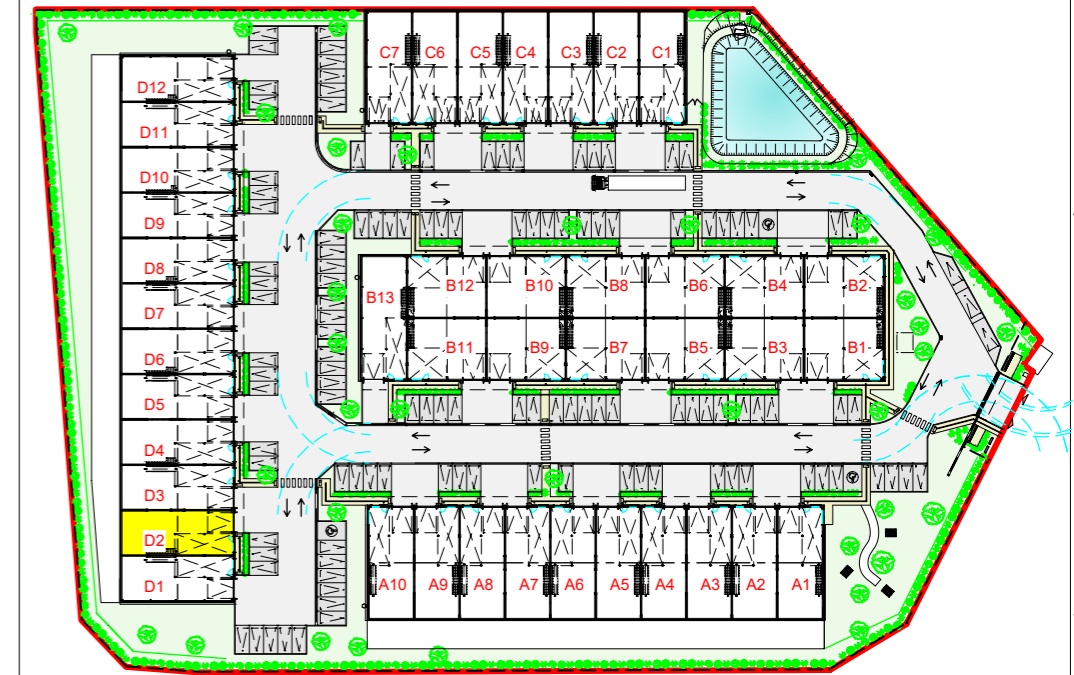 C7 C6 C5 C4 C3 C2 C1
D12
D11
D10
D9
D8
D7
D6
D5
D4
D3
D2
D1
B13 B12 B10 B8 B6 B4 B2
B11 B9 B7 B5 B3 B1
A10 A9 A8 A7 A6 A5 A4 A3 A2 A1